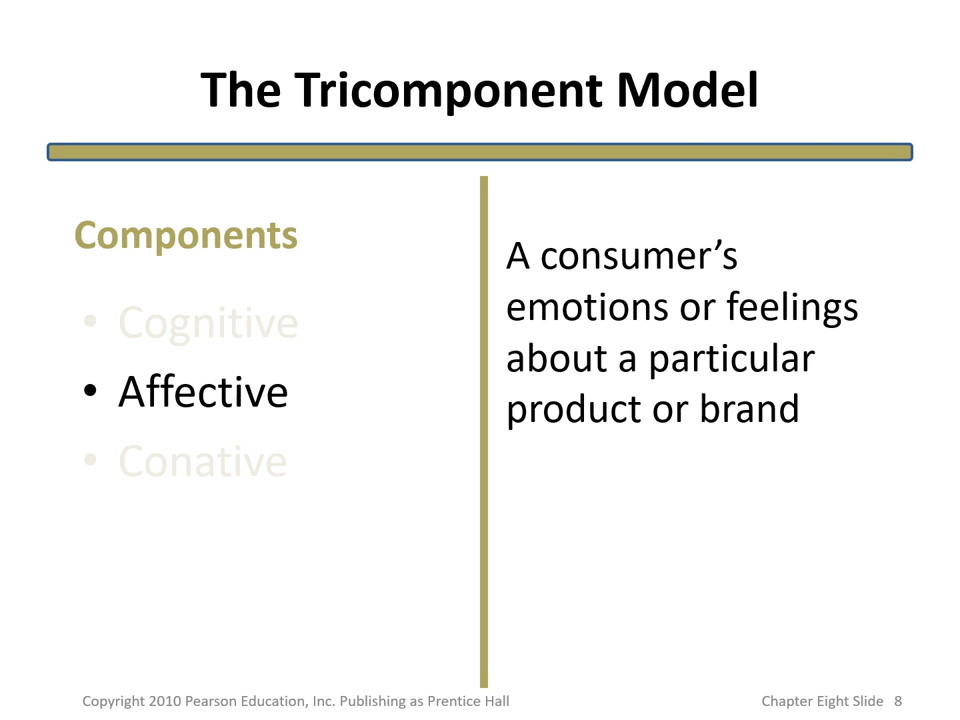 The Tricomponent Model
Components
• Cognitive
• Affective
• Conative
A consumer’s
emotions or feelings
about a particular
product or brand
Copyright 2010 Pearson Education, Inc. Publishing as Prentice Hall
Chapter Eight Slide 8